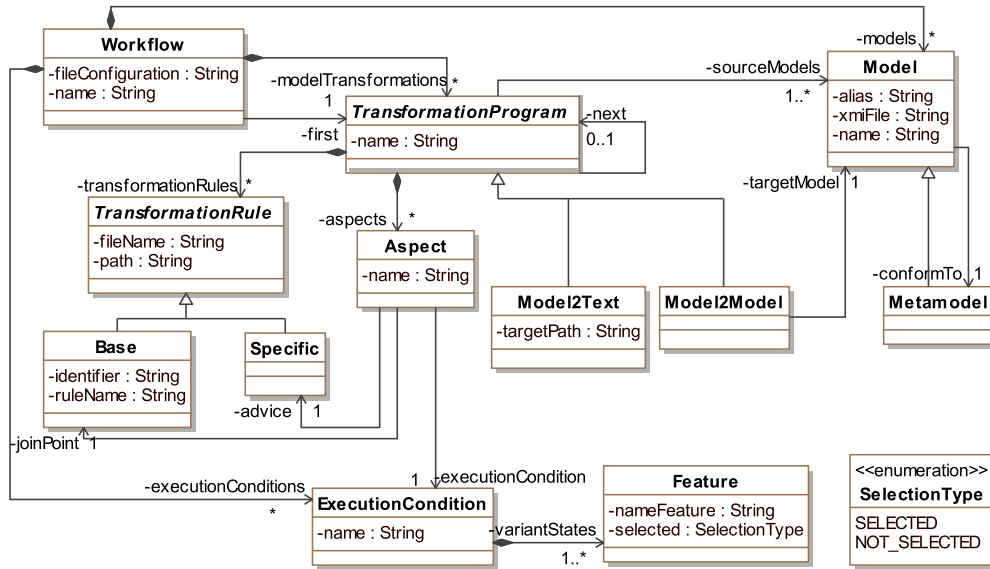 Workflow
-fileConfiguration : String
-name : String
-models
*
Model
-alias : String
-xmiFile : String
-name : String
-modelTransformations
*
-sourceModels
1..*
1
-first
TransformationProgram
-name : String
-next
0..1
-transformationRules
*
TransformationRule
-fileName : String
-path : String
-aspects
*
Aspect
-name : String
-targetModel
1
-conformTo
1
Model2Text
-targetPath : String
Model2Model
Metamodel
Base
-identifier : String
-ruleName : String
Specific
-advice
1
-joinPoint
1
-executionConditions
*
1
-executionCondition
ExecutionCondition
-name : String
-variantStates
1..*
Feature
-nameFeature : String
-selected : SelectionType
<<enumeration>>
SelectionType
SELECTED
NOT_SELECTED